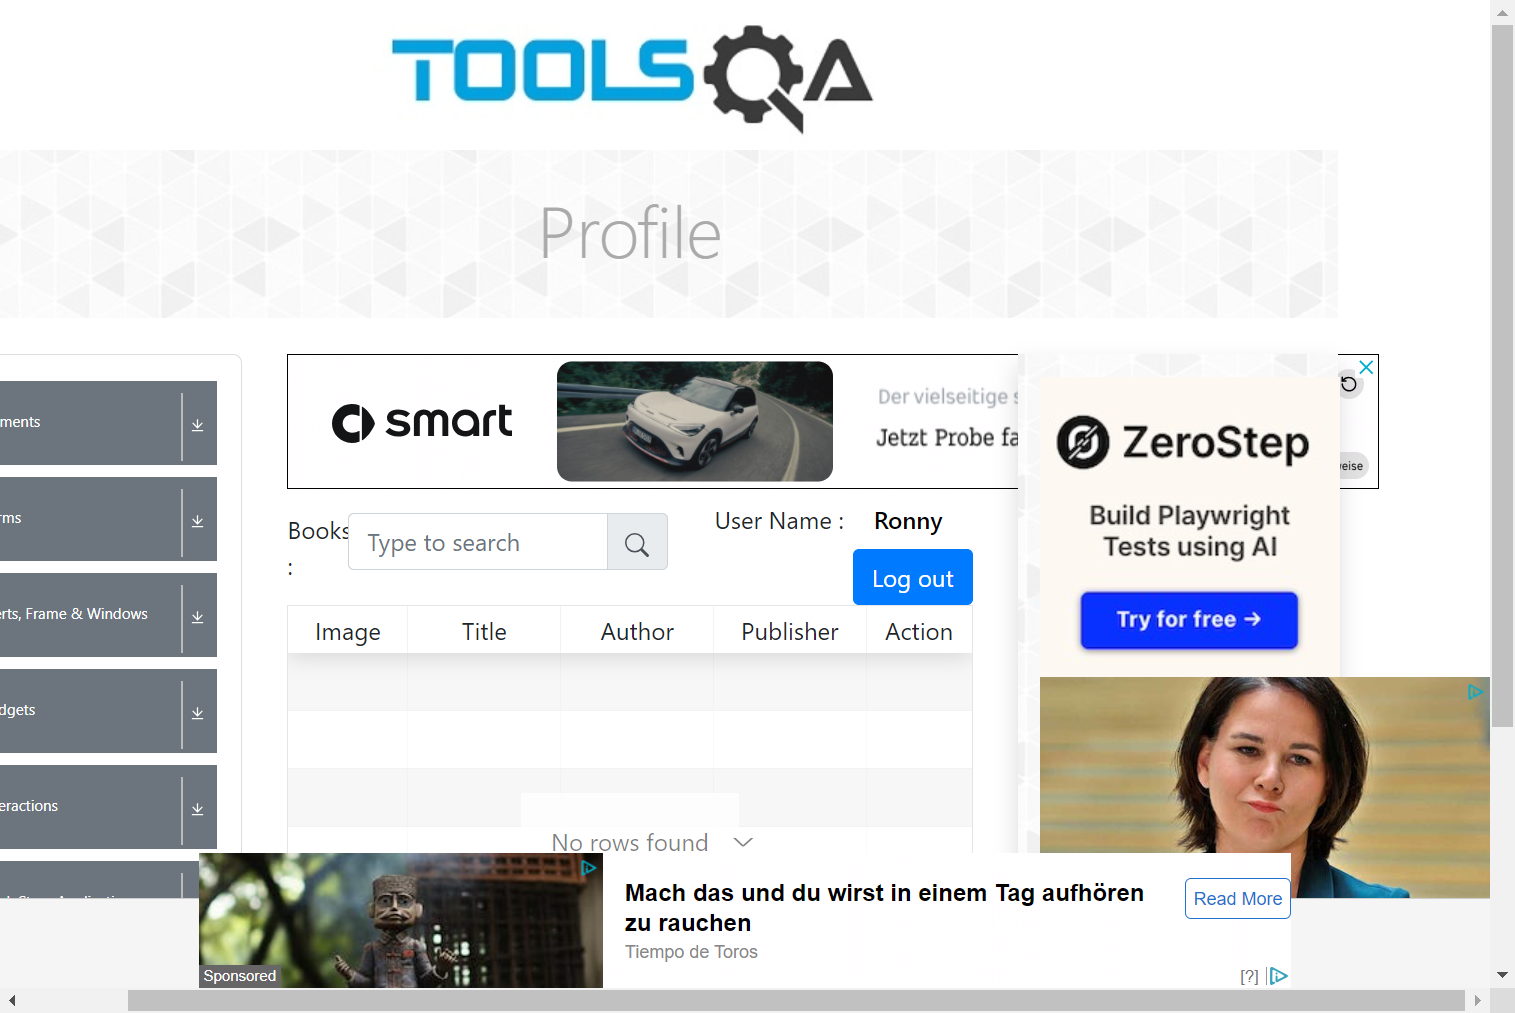 TOOLSQA
Profile
ments
rms
erts, Frame & Windows
dgets
eractions
smart
Der vielseitige s
Jetzt Probe fa
eise
ZeroStep
Build Playwright
Tests using AI
Try for free →
Books
:
Type to search
User Name :
Ronny
Log out
Image
Title
Author
Publisher
Action
No rows found
Sponsored
Mach das und du wirst in einem Tag aufhören
zu rauchen
Tiempo de Toros
Read More
[?]